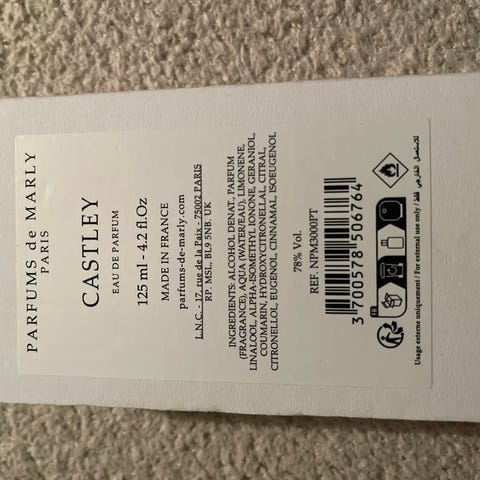 PARFUMS de MARLY
PARIS
CASTLEY
EAU DE PARFUM
125 ml - 4.2 fl.Oz
MADE IN FRANCE
parfums-de-marly.com
L.N.C. - 17, rue de la Paix - 75002 PARIS
RP. MSL. BL9 5NB. UK
INGREDIENTS: ALCOHOL DENAT., PARFUM
(FRAGRANCE), AQUA (WATER/EAU), LIMONENE,
LINALOOL, ALPHA-ISOMETHYL IONONE, GERANIOL,
COUMARIN, HYDROXYCITRONELLAL, CITRAL,
CITRONELLOL, EUGENOL, CINNAMAL, ISOEUGENOL
78% Vol.
REF. NPM3000PT
3 700578 506764
FR
Usage externe uniquement / For external use only / للاستعمال الخارجي فقط